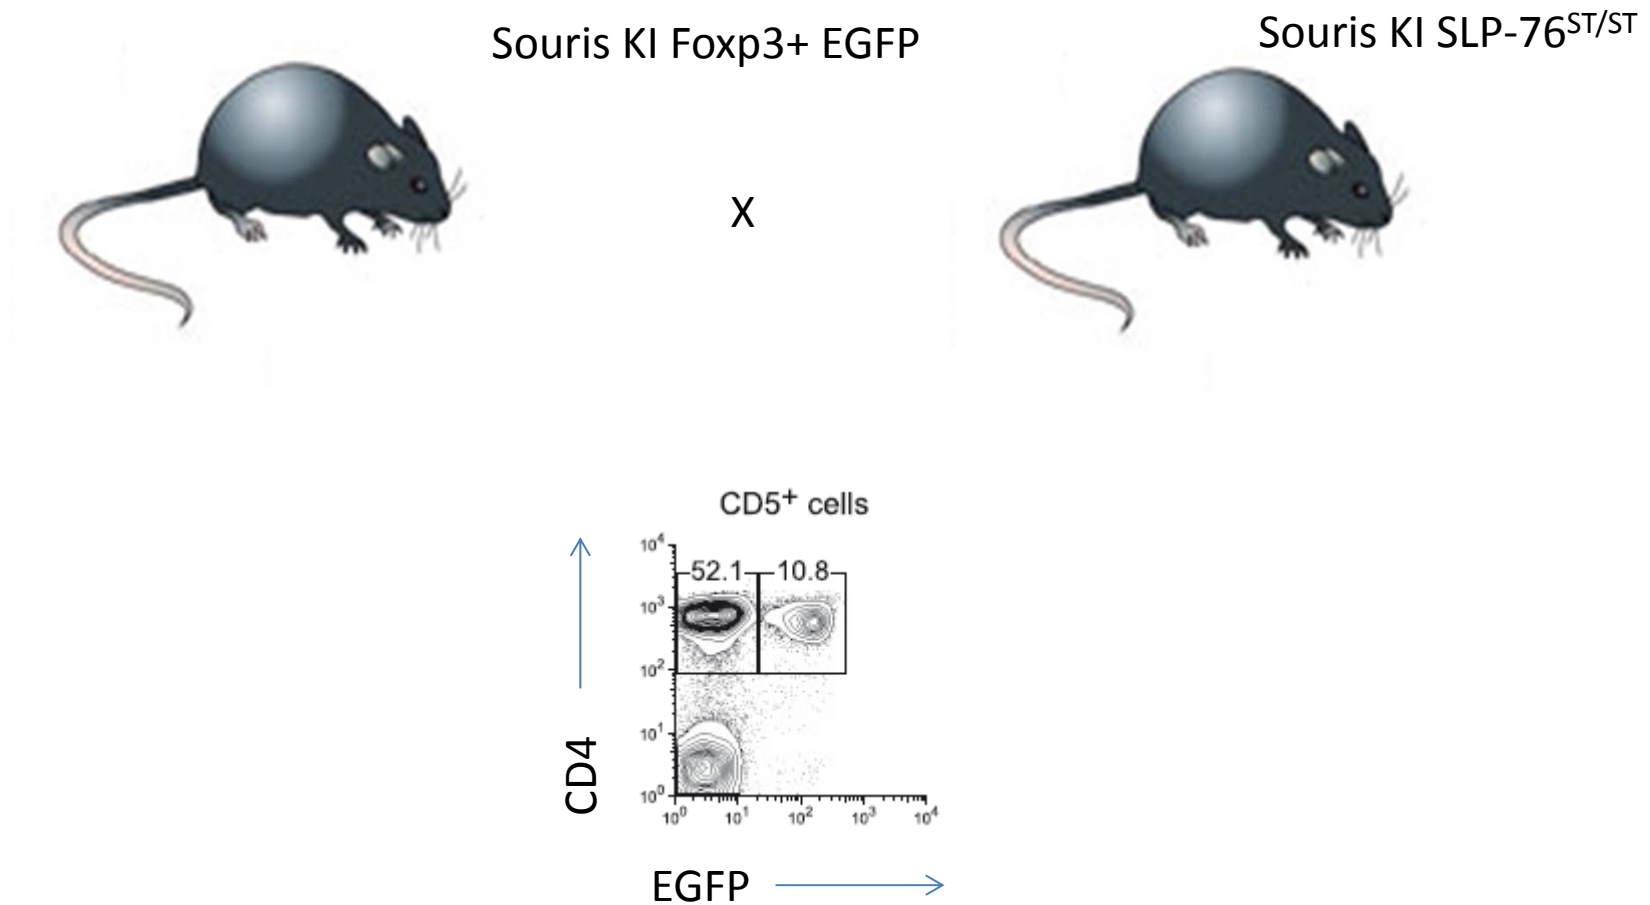 Souris KI Foxp3+ EGFP
Souris KI SLP-76ST/ST
X
CD5+ cells
104
52.1
10.8
103
102
101
100
100 101 102 103 104
CD4
EGFP